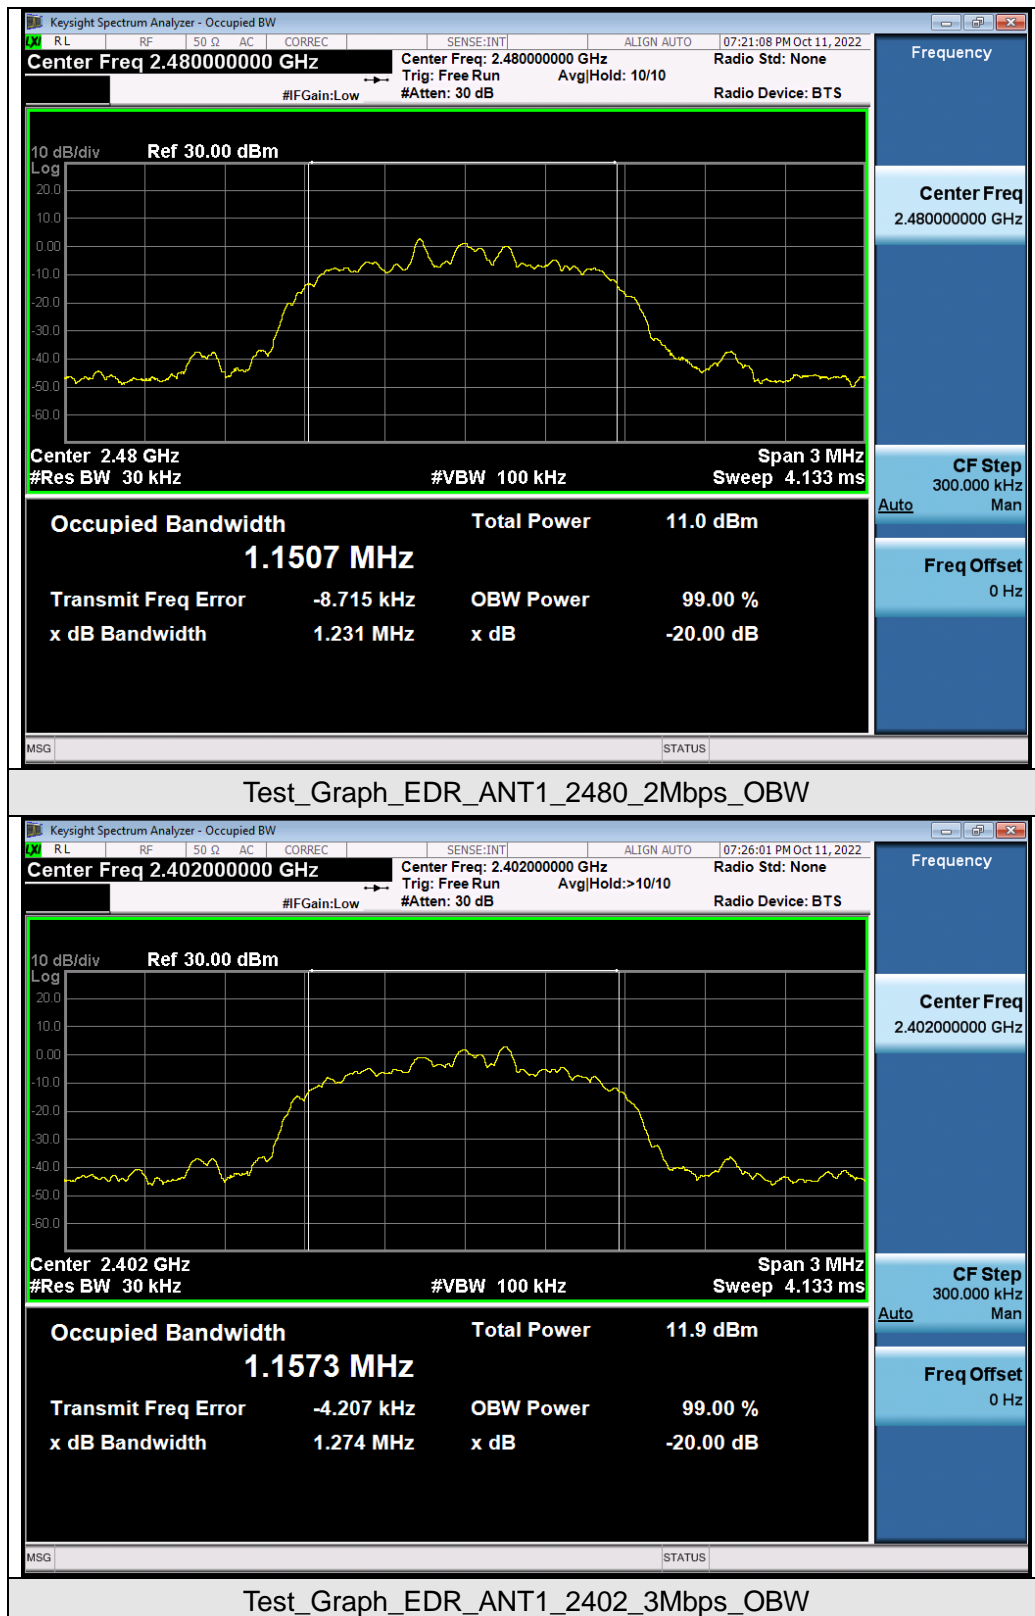 Keysight Spectrum Analyzer - Occupied BW
LXI RL RF 50 Ω AC CORREC SENSE:INT ALIGN AUTO 07:21:08 PM Oct 11, 2022
Center Freq 2.480000000 GHz
Center Freq: 2.480000000 GHz Radio Std: None
Trig: Free Run Avg|Hold: 10/10
#IFGain:Low #Atten: 30 dB Radio Device: BTS
Frequency
10 dB/div Ref 30.00 dBm
Log
20.0
10.0
0.00
-10.0
-20.0
-30.0
-40.0
-50.0
-60.0
Center 2.48 GHz Span 3 MHz
#Res BW 30 kHz #VBW 100 kHz Sweep 4.133 ms
Center Freq
2.480000000 GHz
CF Step
300.000 kHz
Auto Man
Freq Offset
0 Hz
Occupied Bandwidth Total Power 11.0 dBm
1.1507 MHz
Transmit Freq Error -8.715 kHz OBW Power 99.00 %
x dB Bandwidth 1.231 MHz x dB -20.00 dB
MSG STATUS
Test_Graph_EDR_ANT1_2480_2Mbps_OBW
Keysight Spectrum Analyzer - Occupied BW
LXI RL RF 50 Ω AC CORREC SENSE:INT ALIGN AUTO 07:26:01 PM Oct 11, 2022
Center Freq 2.402000000 GHz
Center Freq: 2.402000000 GHz Radio Std: None
Trig: Free Run Avg|Hold:>10/10
#IFGain:Low #Atten: 30 dB Radio Device: BTS
Frequency
10 dB/div Ref 30.00 dBm
Log
20.0
10.0
0.00
-10.0
-20.0
-30.0
-40.0
-50.0
-60.0
Center 2.402 GHz Span 3 MHz
#Res BW 30 kHz #VBW 100 kHz Sweep 4.133 ms
Center Freq
2.402000000 GHz
CF Step
300.000 kHz
Auto Man
Freq Offset
0 Hz
Occupied Bandwidth Total Power 11.9 dBm
1.1573 MHz
Transmit Freq Error -4.207 kHz OBW Power 99.00 %
x dB Bandwidth 1.274 MHz x dB -20.00 dB
MSG STATUS
Test_Graph_EDR_ANT1_2402_3Mbps_OBW